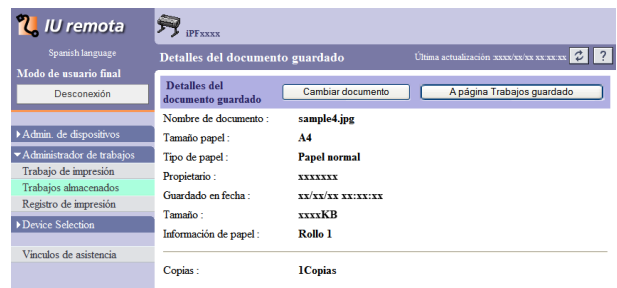 IU remota
Spanish language
Modo de usuario final
Desconexión
Admin. de dispositivos
Administrador de trabajos
Trabajo de impresión
Trabajos almacenados
Registro de impresión
Device Selection
Vínculos de asistencia
iPFxxxx
Detalles del documento guardado
Última actualización xxxx/xx/xx xx:xx:xx
?
Detalles del
documento guardado
Cambiar documento
A página Trabajos guardado
Nombre de documento : sample4.jpg
Tamaño papel : A4
Tipo de papel : Papel normal
Propietario : xxxxxxx
Guardado en fecha : xx/xx/xx xx:xx:xx
Tamaño : xxxxKB
Información de papel : Rollo 1
Copias : 1Copias